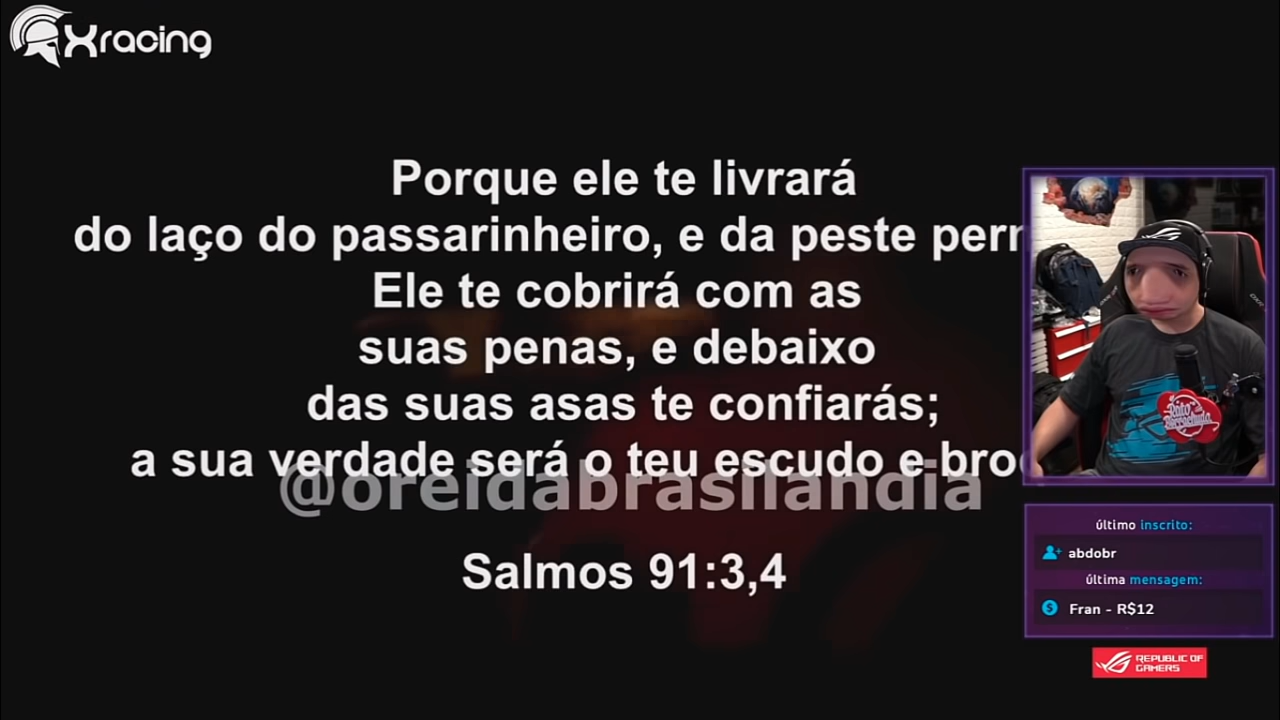 Xracing
Porque ele te livrará
do laço do passarinheiro, e da peste
Ele te cobrirá com as
suas penas, e debaixo
das suas asas te confiarás;
a sua verdade será o teu escudo e
@oreidabrasilandia
Salmos 91:3,4
último inscrito:
abdobr
última mensagem:
Fran - R$12
REPUBLIC OF
GAMERS